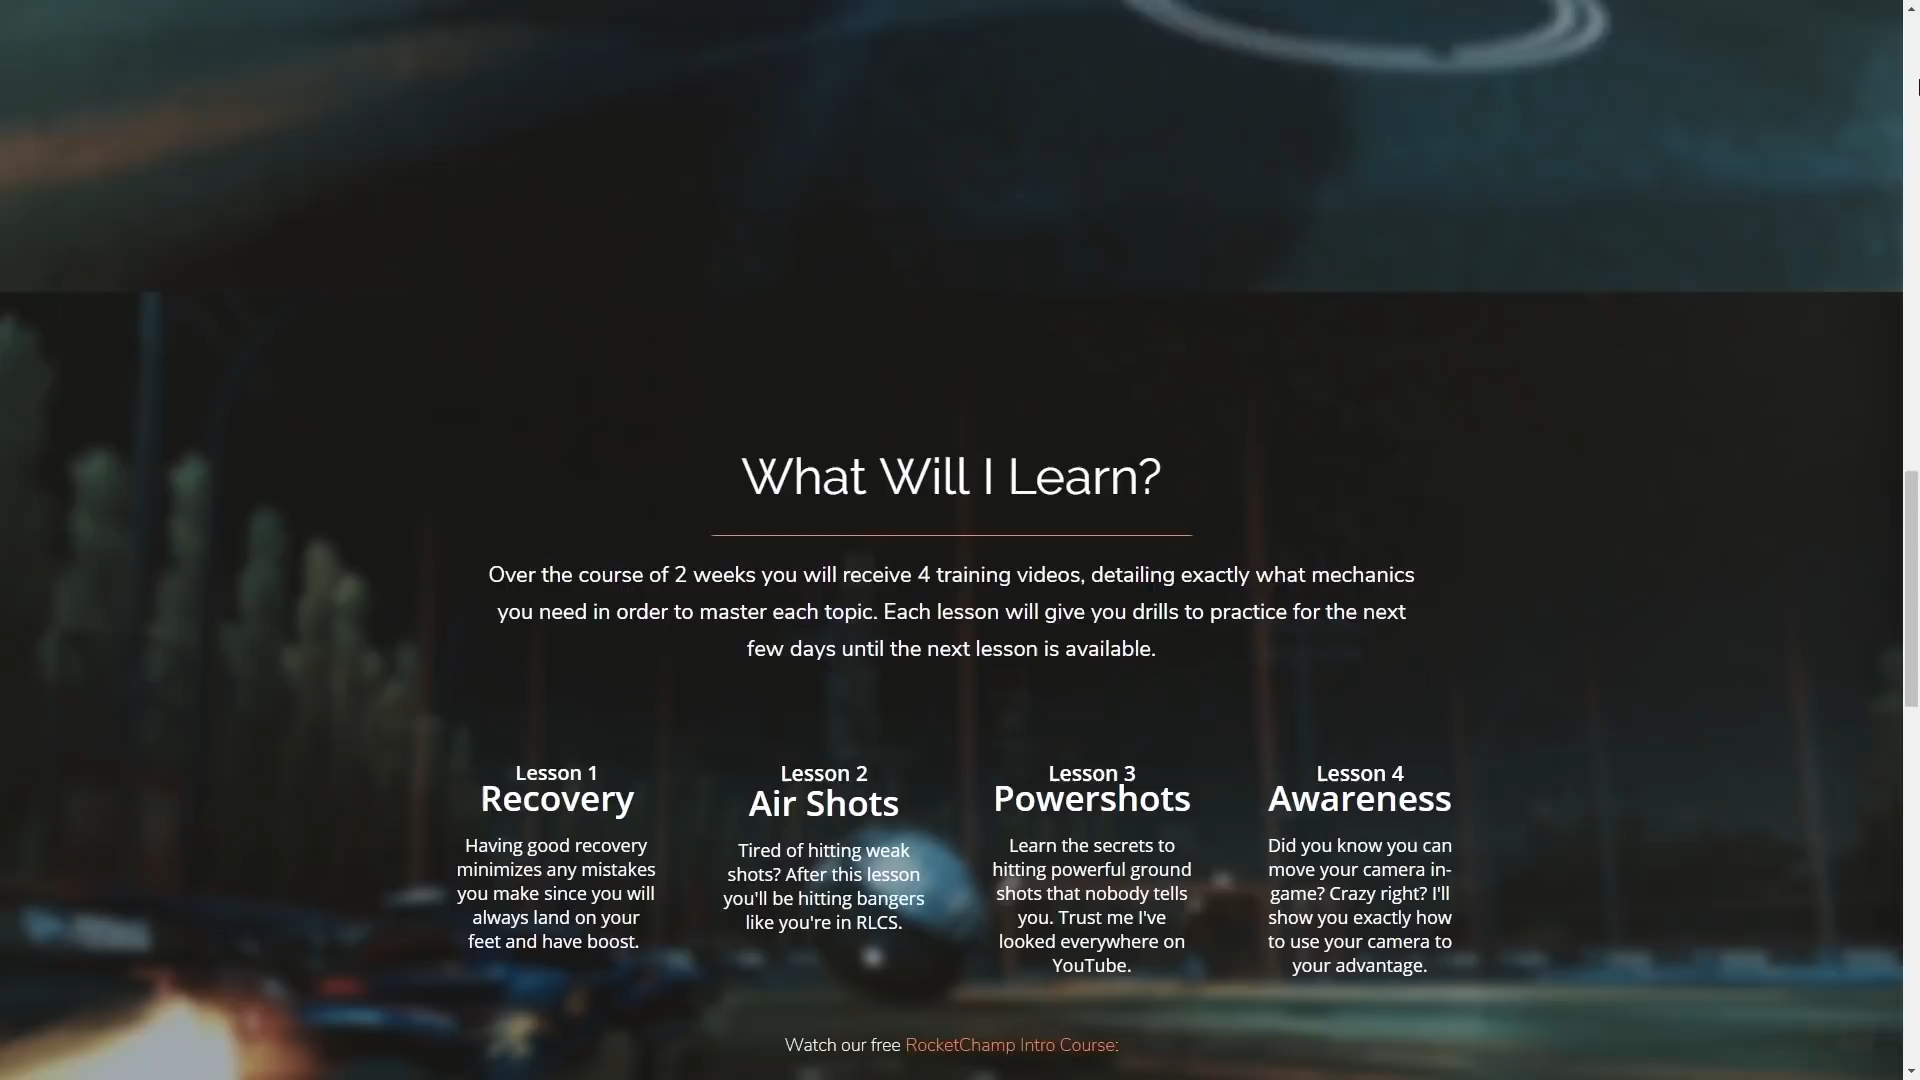 What Will I Learn?
Over the course of 2 weeks you will receive 4 training videos, detailing exactly what mechanics
you need in order to master each topic. Each lesson will give you drills to practice for the next
few days until the next lesson is available.
Lesson 1
Recovery
Having good recovery
minimizes any mistakes
you make since you will
always land on your
feet and have boost.
Lesson 2
Air Shots
Tired of hitting weak
shots? After this lesson
you'll be hitting bangers
like you're in RLCS.
Lesson 3
Powershots
Learn the secrets to
hitting powerful ground
shots that nobody tells
you. Trust me I've
looked everywhere on
YouTube.
Lesson 4
Awareness
Did you know you can
move your camera in-
game? Crazy right? I'll
show you exactly how
to use your camera to
your advantage.
Watch our free RocketChamp Intro Course: